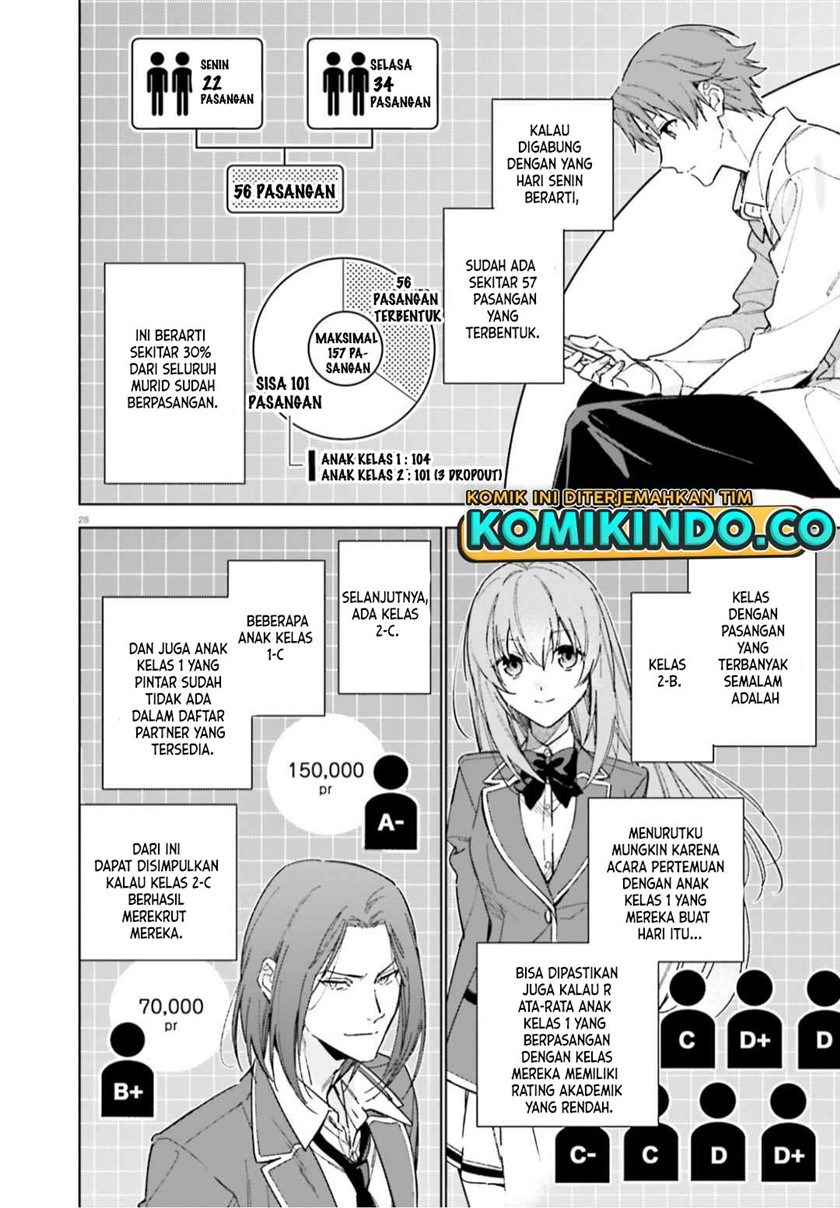 SENIN
22
PASANGAN
SELASA
34
PASANGAN
56 PASANGAN
KALAU
DIGABUNG
DENGAN YANG
HARI SENIN
BERARTI,
SUDAH ADA
SEKITAR 57
PASANGAN
YANG
TERBENTUK.
56
PASANGAN
TERBENTUK
MAKSIMAL
157 PA-
SANGAN
SISA 101
PASANGAN
ANAK KELAS 1 : 104
ANAK KELAS 2 : 101 (3 DROPOUT)
INI BERARTI
SEKITAR 30%
DARI SELURUH
MURID SUDAH
BERPASANGAN.
28
KOMIK INI DITERJEMAHKAN TIM
KOMIKINDO.CO
KELAS
DENGAN
PASANGAN
YANG
TERBANYAK
SEMALAM
ADALAH
KELAS
2-B.
MENURUTKU
MUNGKIN KARENA
ACARA PERTEMUAN
DENGAN ANAK
KELAS 1 YANG
MEREKA BUAT
HARI ITU...
BISA DIPASTIKAN
JUGA KALAU R
ATA-RATA ANAK
KELAS 1 YANG
BERPASANGAN
DENGAN KELAS
MEREKA MEMILIKI
RATING AKADEMIK
YANG RENDAH.
C
D+
D
C-
C
D
D+
SELANJUTNYA,
ADA KELAS
2-C.
BEBERAPA
ANAK KELAS
1-C
DAN JUGA ANAK
KELAS 1 YANG
PINTAR SUDAH
TIDAK ADA
DALAM DAFTAR
PARTNER YANG
TERSEDIA.
150,000
pr
A-
DARI INI
DAPAT DISIMPULKAN
KALAU KELAS 2-C
BERHASIL
MEREKRUT
MEREKA.
70,000
pr
B+